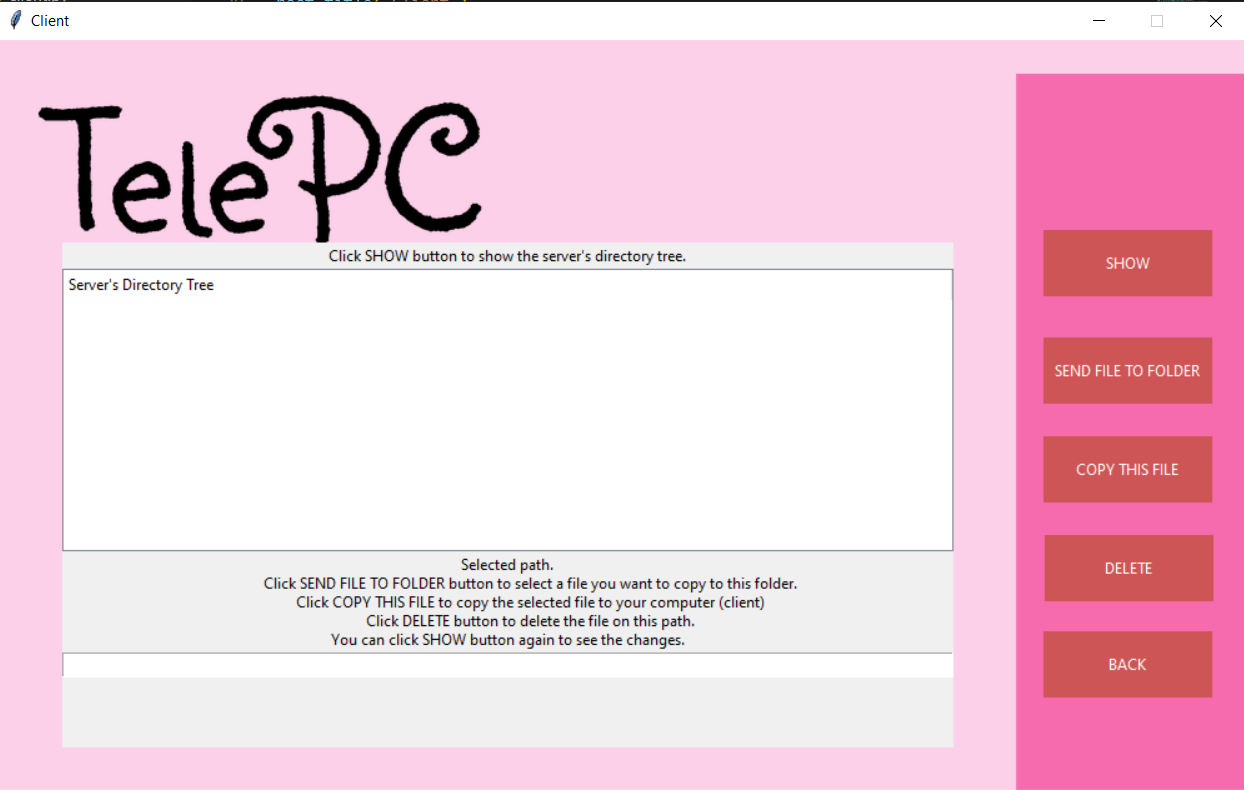 Client
TelePC
Click SHOW button to show the server's directory tree.
Server's Directory Tree
Selected path.
Click SEND FILE TO FOLDER button to select a file you want to copy to this folder.
Click COPY THIS FILE to copy the selected file to your computer (client)
Click DELETE button to delete the file on this path.
You can click SHOW button again to see the changes.
SHOW
SEND FILE TO FOLDER
COPY THIS FILE
DELETE
BACK